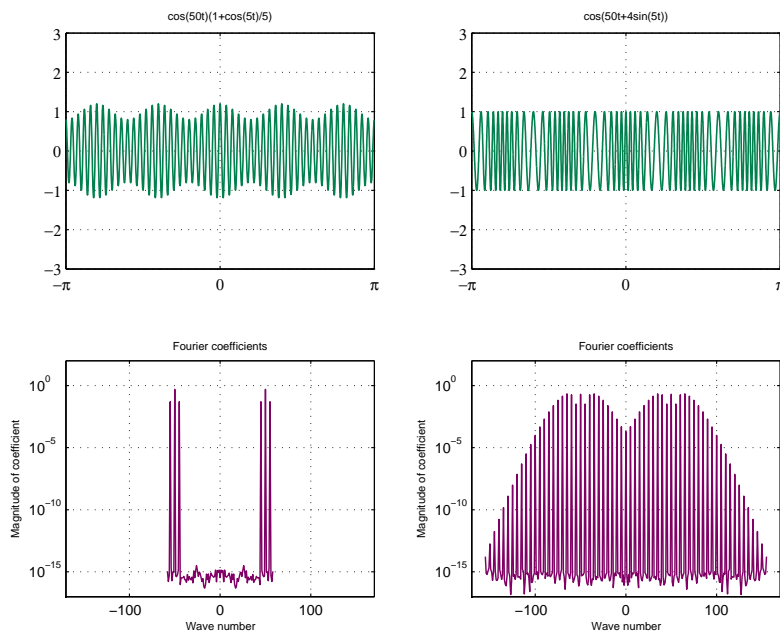 cos(50t)(1+cos(5t)/5)
3
2
1
0
−1
−2
−3
−π
0
π
cos(50t+4sin(5t))
3
2
1
0
−1
−2
−3
−π
0
π
Fourier coefficients
Magnitude of coefficient
10^0
10^−5
10^−10
10^−15
−100
0
100
Wave number
Fourier coefficients
Magnitude of coefficient
10^0
10^−5
10^−10
10^−15
−100
0
100
Wave number